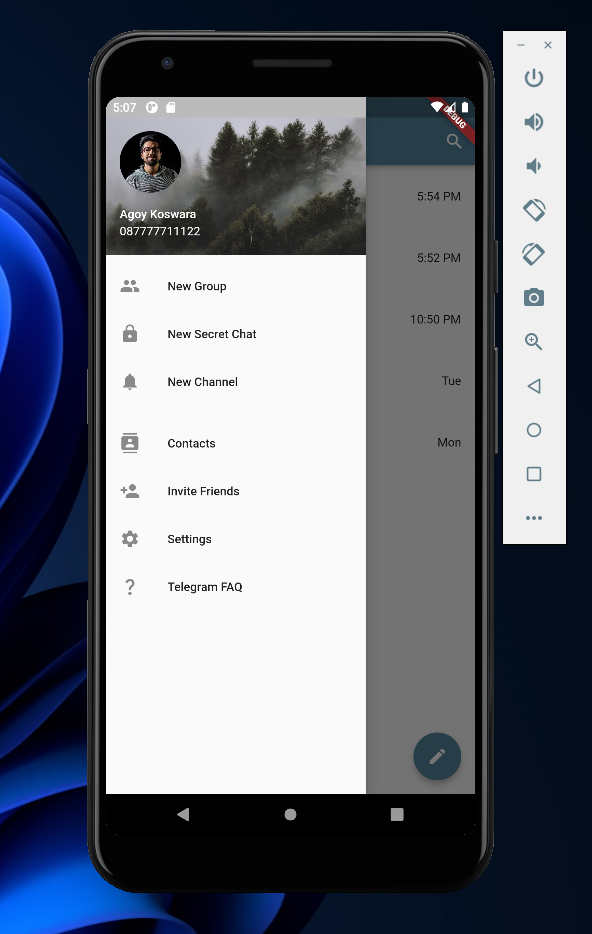 5:07
DEBUG
Agoy Koswara
087777711122
New Group
New Secret Chat
New Channel
Contacts
Invite Friends
Settings
Telegram FAQ
5:54 PM
5:52 PM
10:50 PM
Tue
Mon